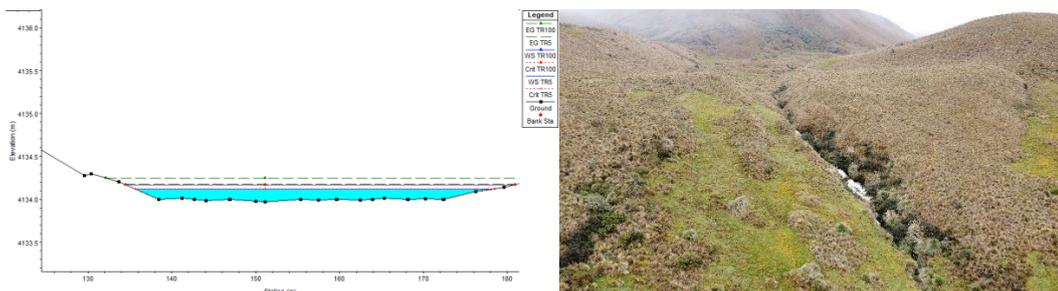 4136.0
4135.5
4135.0
4134.5
4134.0
4133.5
Elevation (m)
130
140
150
160
170
180
Legend
EG TR100
EG TR5
WS TR100
Crit TR100
WS TR5
Crit TR5
Ground
Bank Sta